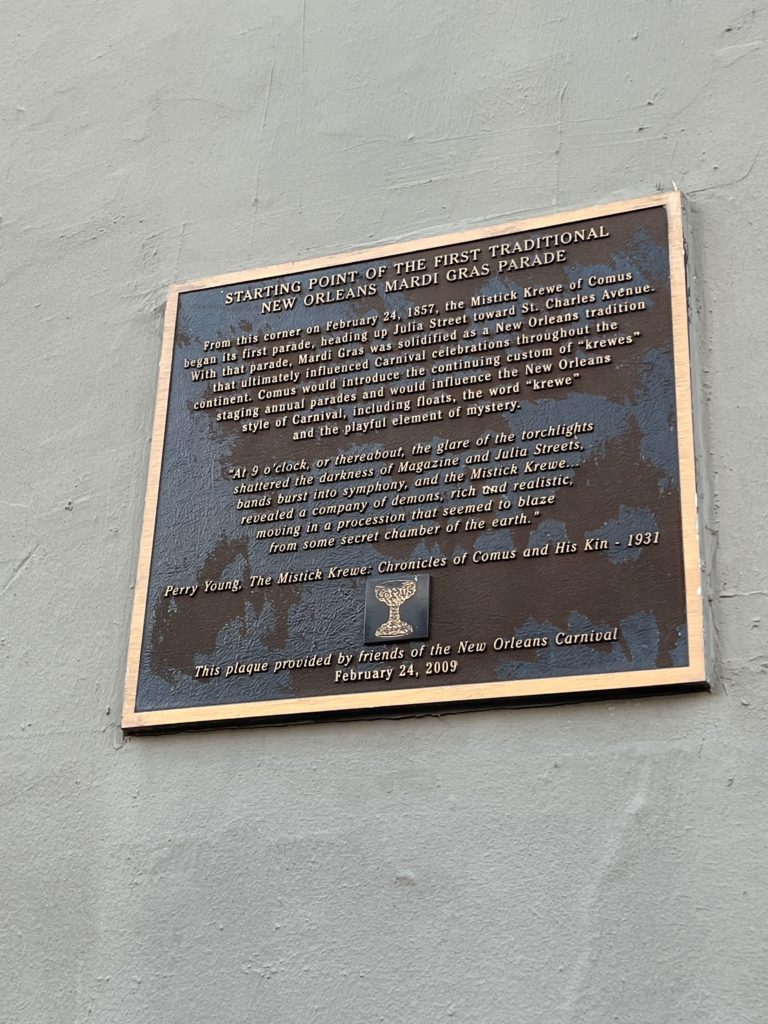 STARTING POINT OF THE FIRST TRADITIONAL
NEW ORLEANS MARDI GRAS PARADE
From this corner on February 24, 1857, the Mistick Krewe of Comus
began its first parade, heading up Julia Street toward St. Charles Avenue.
With that parade, Mardi Gras was solidified as a New Orleans tradition
that ultimately influenced Carnival celebrations throughout the
continent. Comus would introduce the continuing custom of “krewes”
staging annual parades and would influence the New Orleans
style of Carnival, including floats, the word “krewe”
and the playful element of mystery.
“At 9 o'clock, or thereabout, the glare of the torchlights
shattered the darkness of Magazine and Julia Streets,
bands burst into symphony, and the Mistick Krewe...
revealed a company of demons, rich and realistic,
moving in a procession that seemed to blaze
from some secret chamber of the earth.”
Perry Young, The Mistick Krewe: Chronicles of Comus and His Kin - 1931
COMUS
This plaque provided by friends of the New Orleans Carnival
February 24, 2009